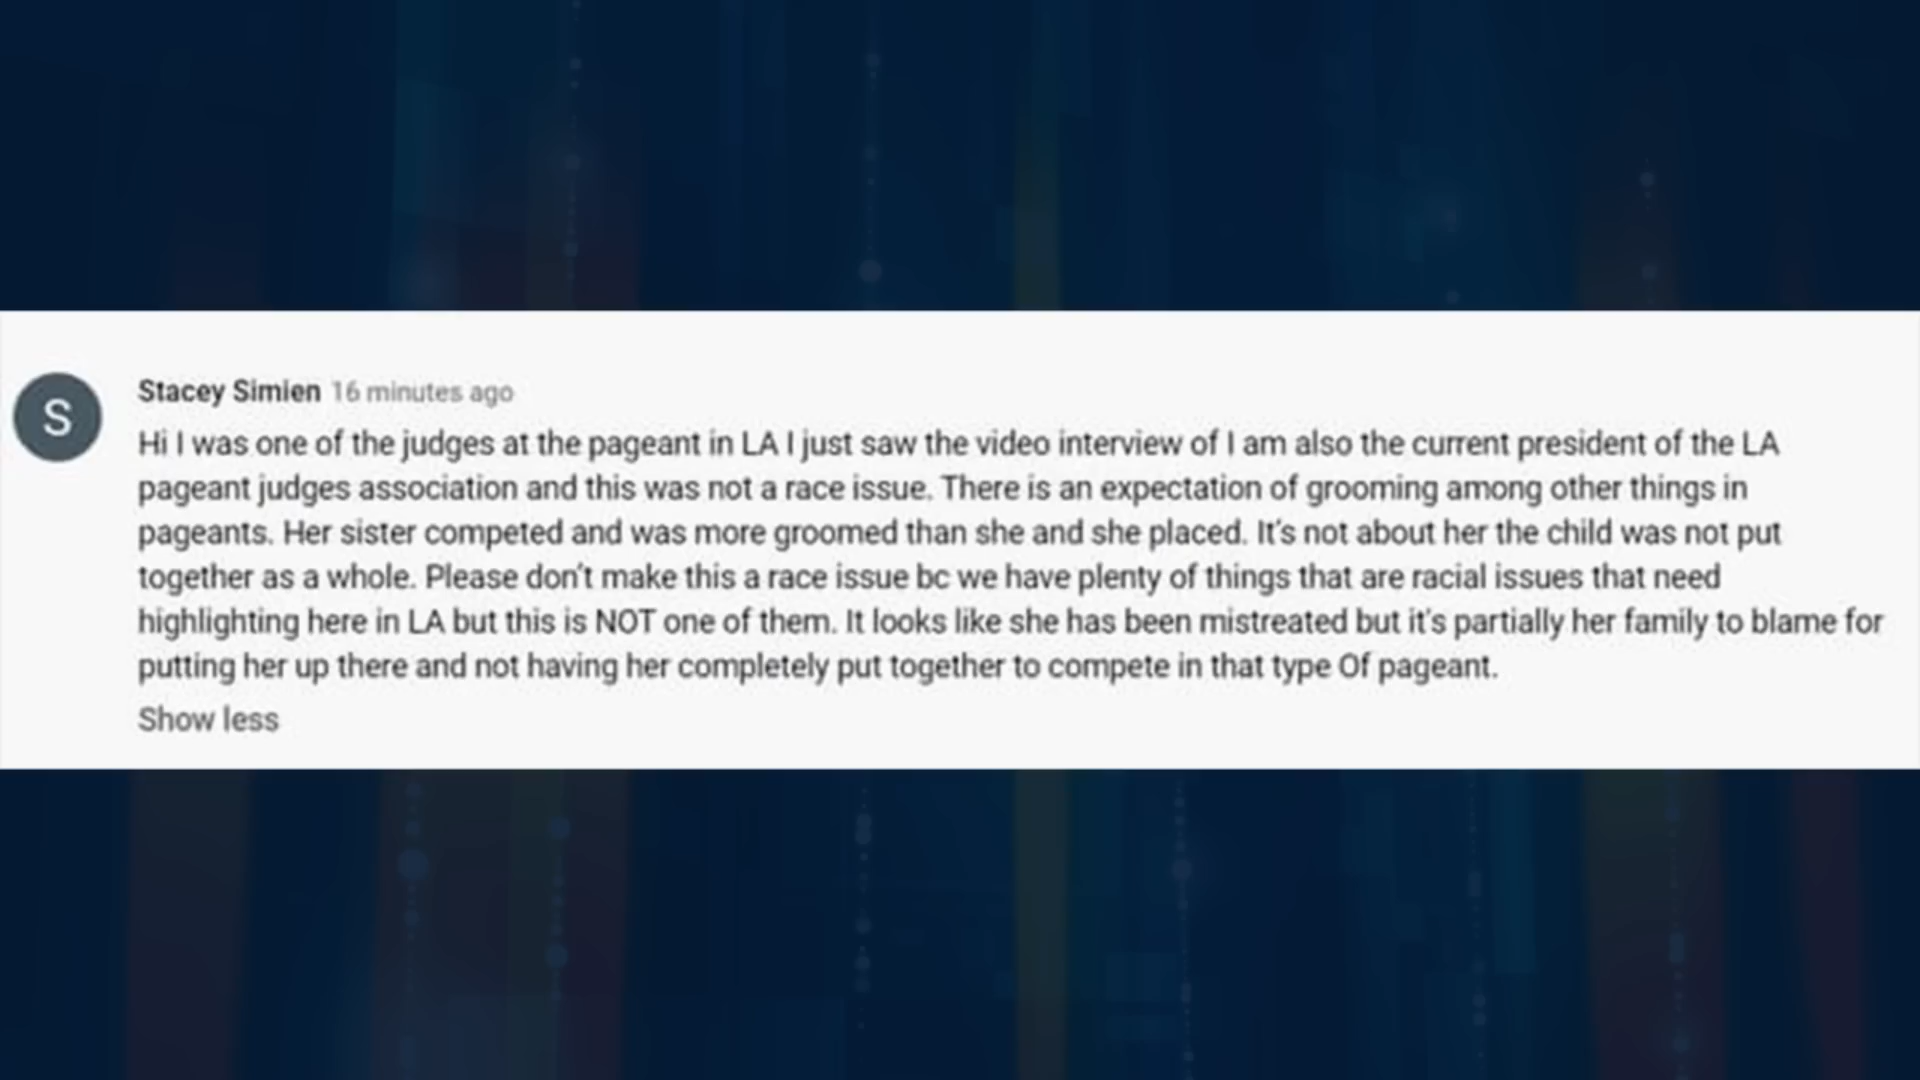 S
Stacey Simien 16 minutes ago
Hi I was one of the judges at the pageant in LA I just saw the video interview of I am also the current president of the LA
pageant judges association and this was not a race issue. There is an expectation of grooming among other things in
pageants. Her sister competed and was more groomed than she and she placed. It's not about her the child was not put
together as a whole. Please don't make this a race issue bc we have plenty of things that are racial issues that need
highlighting here in LA but this is NOT one of them. It looks like she has been mistreated but it's partially her family to blame for
putting her up there and not having her completely put together to compete in that type Of pageant.
Show less